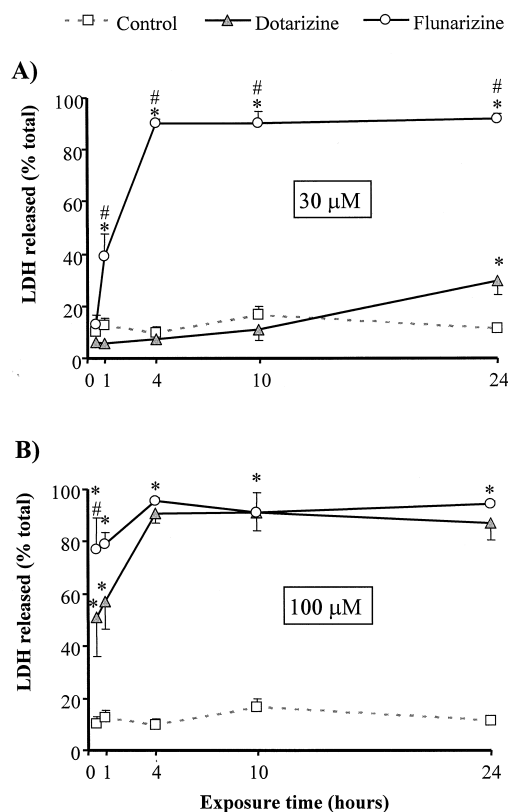 Control Dotarizine Flunarizine
A)
LDH released (% total)
100
80
60
40
20
0
# *
# *
# *
# *
*
30 µM
0 1 4 10 24
B)
LDH released (% total)
100
80
60
40
20
0
*
#
*
*
*
*
*
*
100 µM
0 1 4 10 24
Exposure time (hours)